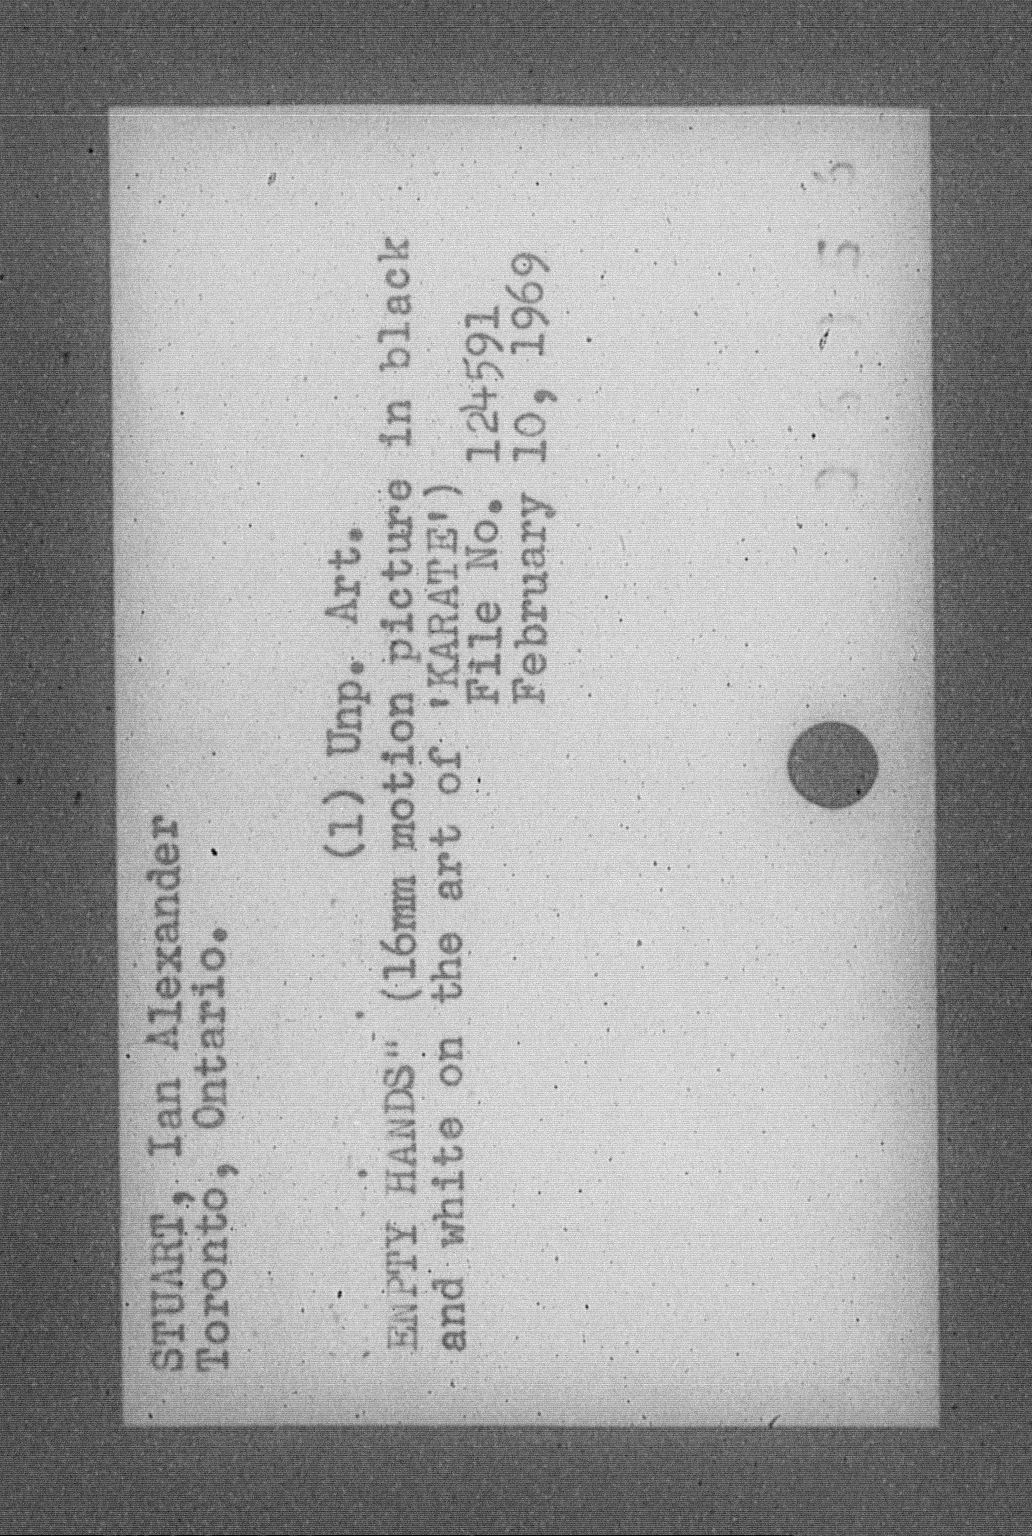 STUART, Ian Alexander
Toronto, Ontario.
(1) Unp. Art.
EMPTY HANDS" (16mm motion picture in black
and white on the art of 'KARATE')
File No. 124591
February 10, 1969